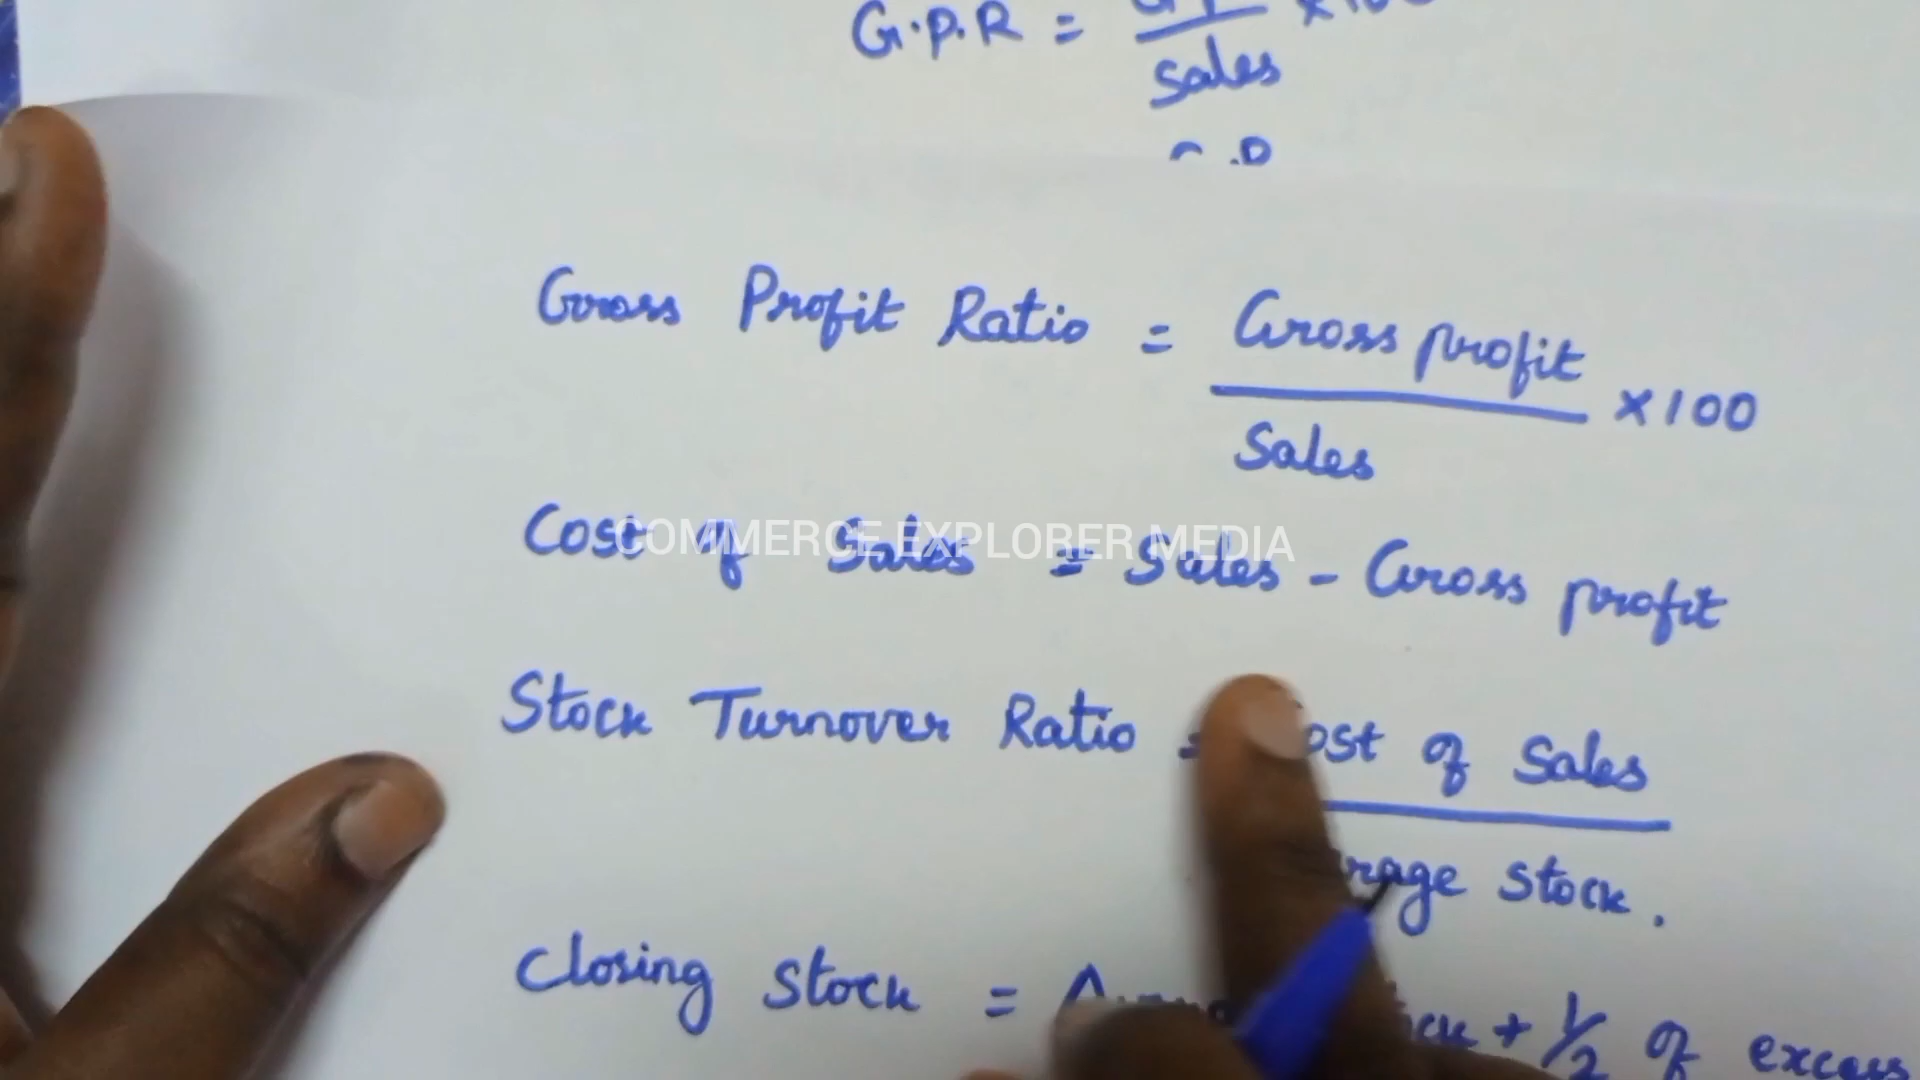 G.P.R = 
Sales
Gross Profit Ratio = Gross profit
× 100
Sales
Cost of Sales = Sales - Gross profit
COMMERCE EXPLORER MEDIA
Stock Turnover Ratio = of Sales
Stock.
Closing Stock = + 1/2 of excess